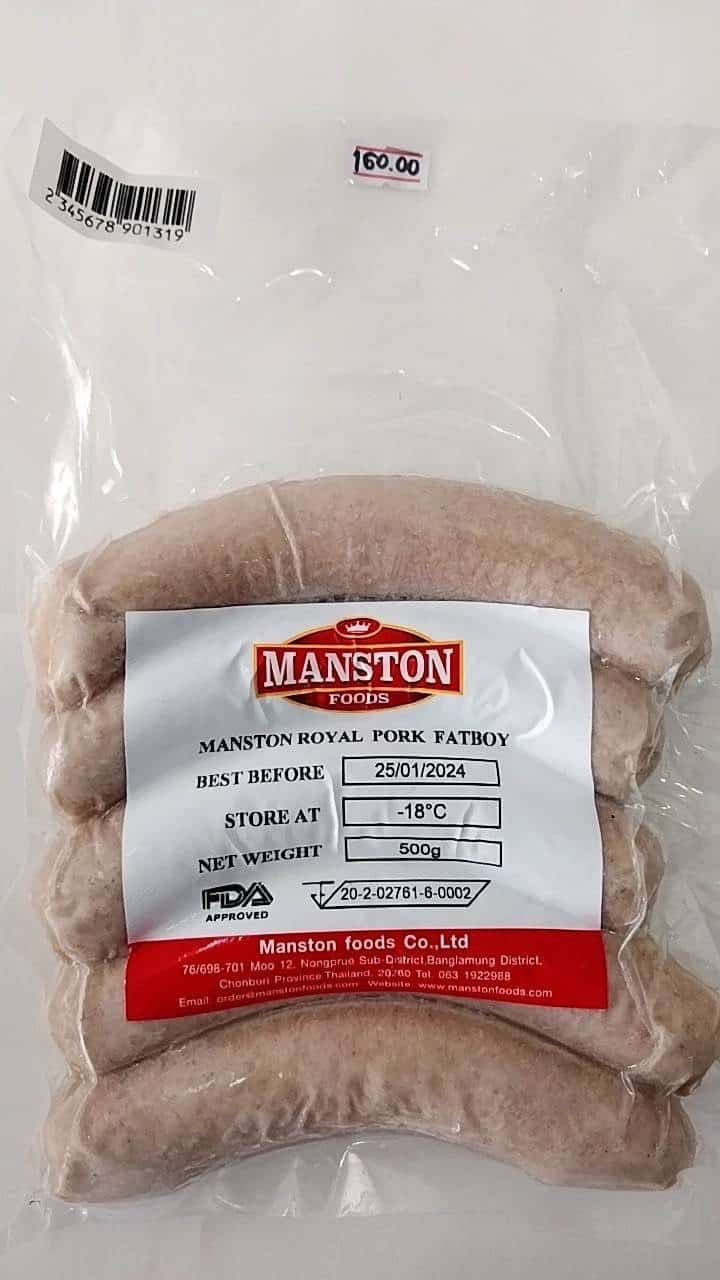 160.00
2 345678 901319
MANSTON
FOODS
MANSTON ROYAL PORK FATBOY
BEST BEFORE 25/01/2024
STORE AT -18°C
NET WEIGHT 500g
FDA
APPROVED
20-2-02761-6-0002
Manston foods Co.,Ltd
76/698-701 Moo 12, Nongprue Sub-District,Banglamung District,
Chonburi Province,Thailand. 20260 Tel. 063 1922988
Email: order@manstonfoods.com Website: www.manstonfoods.com